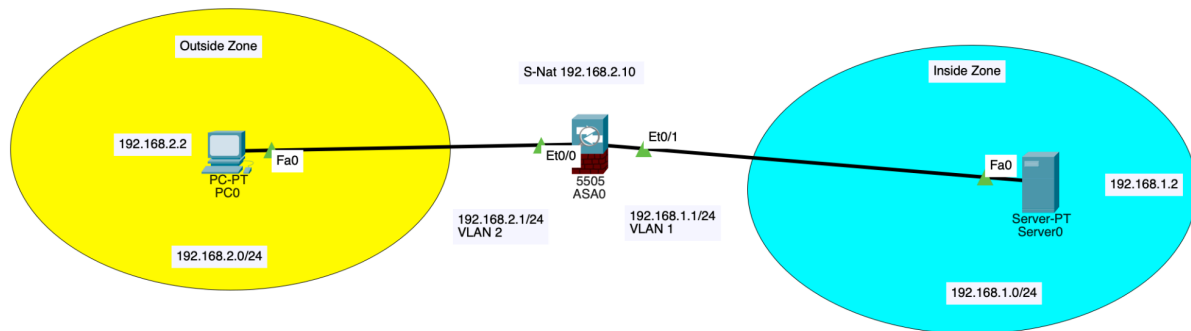 Outside Zone
S-Nat 192.168.2.10
Inside Zone
192.168.2.2
Fa0
PC-PT
PC0
Et0/0
Et0/1
5505
ASA0
Fa0
192.168.1.2
Server-PT
Server0
192.168.2.1/24
VLAN 2
192.168.1.1/24
VLAN 1
192.168.2.0/24
192.168.1.0/24